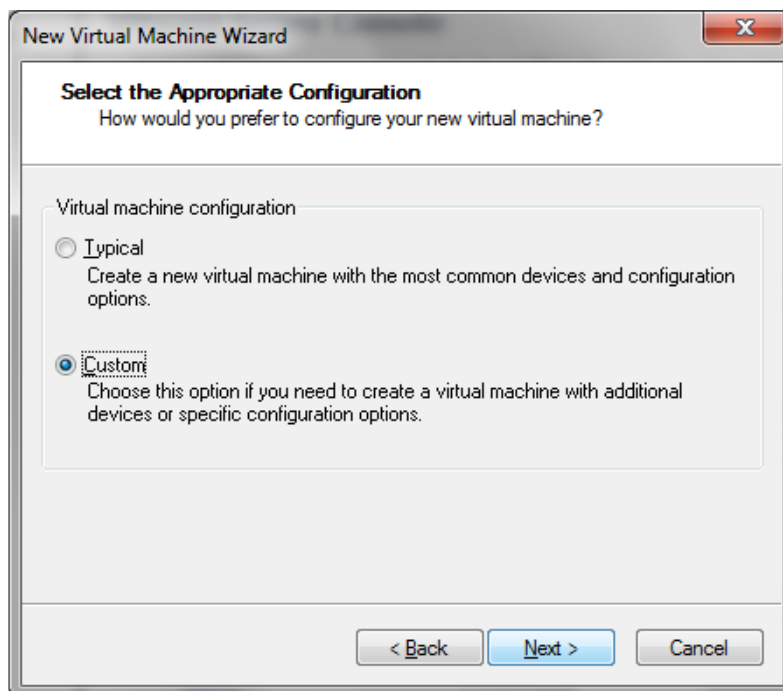 New Virtual Machine Wizard
Select the Appropriate Configuration
How would you prefer to configure your new virtual machine?
Virtual machine configuration
Typical
Create a new virtual machine with the most common devices and configuration
options.
Custom
Choose this option if you need to create a virtual machine with additional
devices or specific configuration options.
< Back Next > Cancel